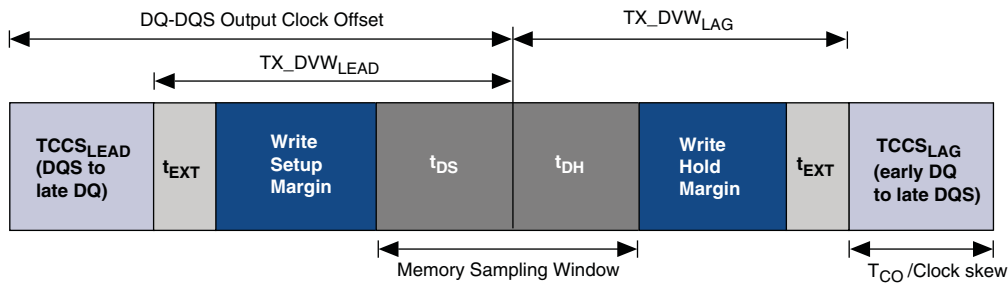 DQ-DQS Output Clock Offset
TX_DVWLAG
TX_DVWLEAD
TCCSLEAD
(DQS to
late DQ)
tEXT
Write
Setup
Margin
tDS
tDH
Write
Hold
Margin
tEXT
TCCSLAG
(early DQ
to late DQS)
Memory Sampling Window
TCO /Clock skew